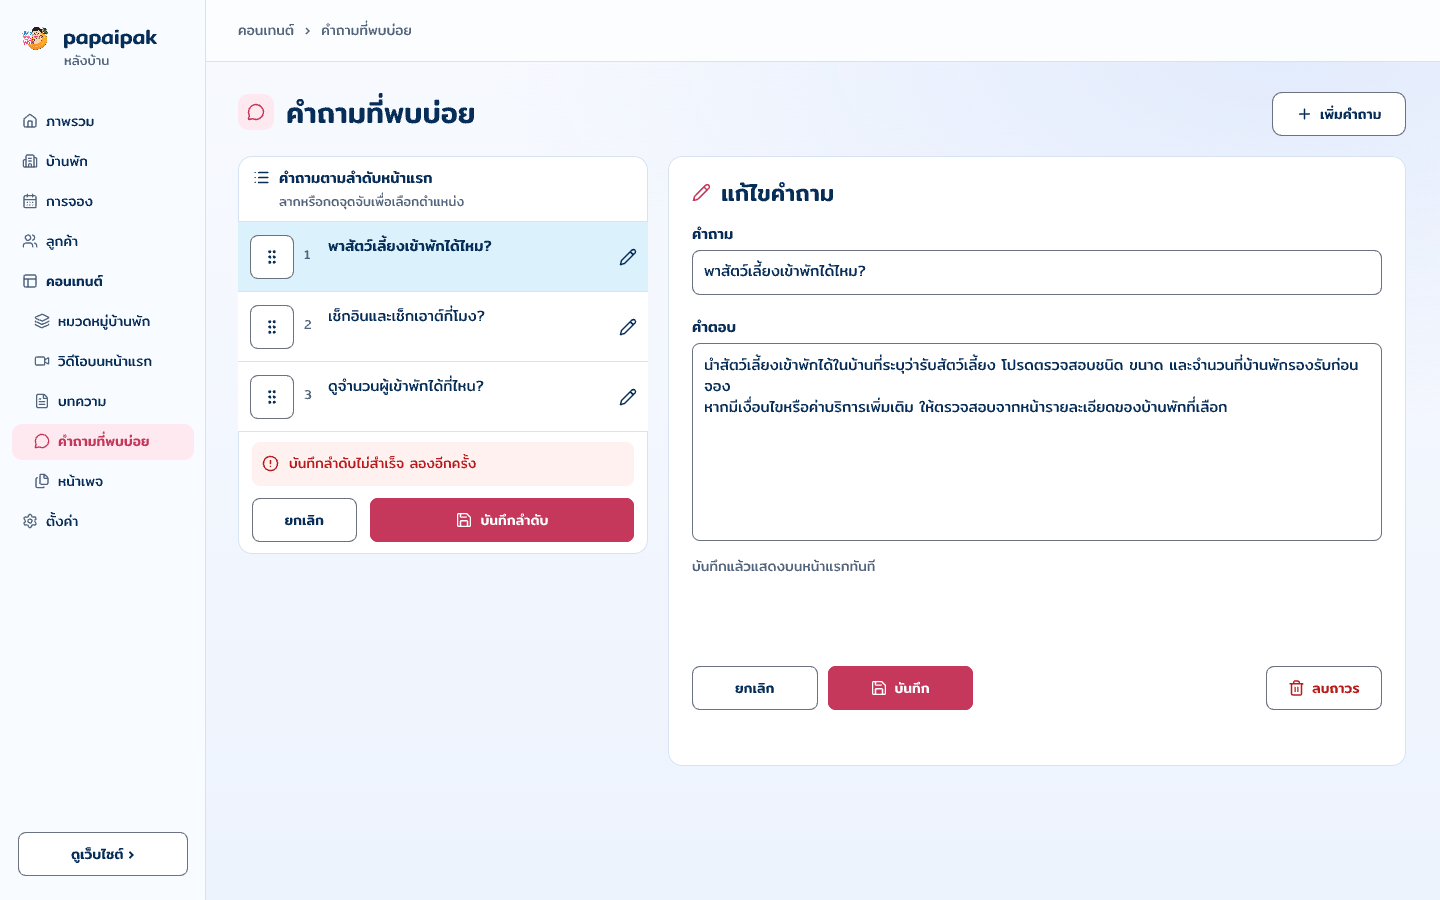 papaipak
หลังบ้าน
ภาพรวม
บ้านพัก
การจอง
ลูกค้า
คอนเทนต์
หมวดหมู่บ้านพัก
วิดีโอบนหน้าแรก
บทความ
คำถามที่พบบ่อย
หน้าเพจ
ตั้งค่า
ดูเว็บไซต์ ›
คอนเทนต์ › คำถามที่พบบ่อย
คำถามที่พบบ่อย
+ เพิ่มคำถาม
คำถามตามลำดับหน้าแรก
ลากหรือกดจุดจับเพื่อเลือกตำแหน่ง
1 พาสัตว์เลี้ยงเข้าพักได้ไหม?
2 เช็กอินและเช็กเอาต์กี่โมง?
3 ดูจำนวนผู้เข้าพักได้ที่ไหน?
บันทึกลำดับไม่สำเร็จ ลองอีกครั้ง
ยกเลิก
บันทึกลำดับ
แก้ไขคำถาม
คำถาม
พาสัตว์เลี้ยงเข้าพักได้ไหม?
คำตอบ
นำสัตว์เลี้ยงเข้าพักได้ในบ้านที่ระบุว่ารับสัตว์เลี้ยง โปรดตรวจสอบชนิด ขนาด และจำนวนที่บ้านพักรองรับก่อน
จอง
หากมีเงื่อนไขหรือค่าบริการเพิ่มเติม ให้ตรวจสอบจากหน้ารายละเอียดของบ้านพักที่เลือก
บันทึกแล้วแสดงบนหน้าแรกทันที
ยกเลิก
บันทึก
ลบถาวร